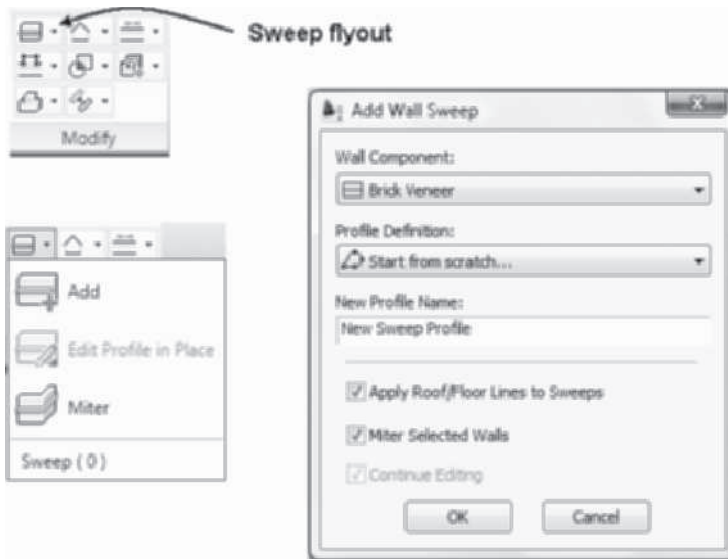 Sweep flyout
Modify
Add
Edit Profile in Place
Miter
Sweep ( 0 )
Add Wall Sweep
Wall Component:
Brick Veneer
Profile Definition:
Start from scratch...
New Profile Name:
New Sweep Profile
Apply Roof/Floor Lines to Sweeps
Miter Selected Walls
Continue Editing
OK
Cancel